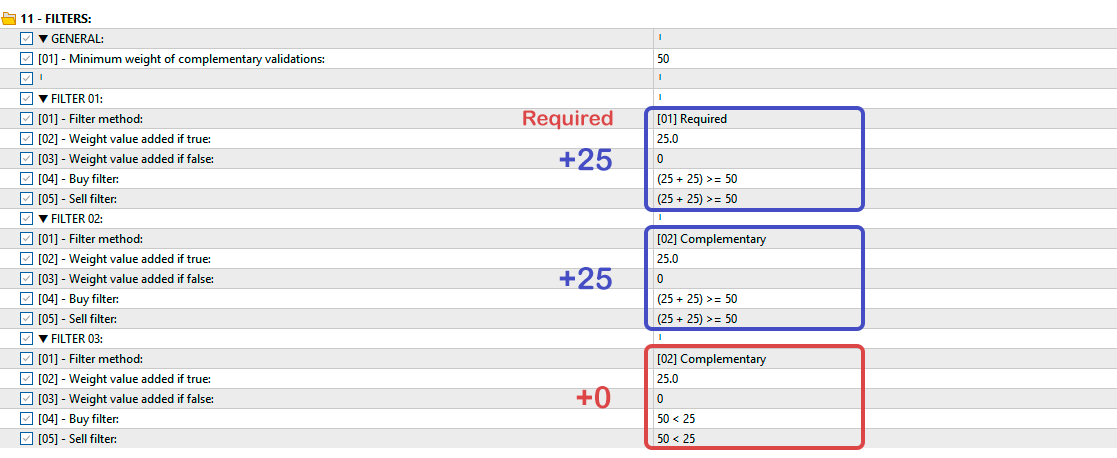 11 - FILTERS:
▼ GENERAL:
[01] - Minimum weight of complementary validations: 50
▼ FILTER 01:
[01] - Filter method: Required [01] Required
[02] - Weight value added if true: 25.0
[03] - Weight value added if false: +25 0
[04] - Buy filter: (25 + 25) >= 50
[05] - Sell filter: (25 + 25) >= 50
▼ FILTER 02:
[01] - Filter method: [02] Complementary
[02] - Weight value added if true: 25.0
[03] - Weight value added if false: +25 0
[04] - Buy filter: (25 + 25) >= 50
[05] - Sell filter: (25 + 25) >= 50
▼ FILTER 03:
[01] - Filter method: [02] Complementary
[02] - Weight value added if true: 25.0
[03] - Weight value added if false: +0 0
[04] - Buy filter: 50 < 25
[05] - Sell filter: 50 < 25